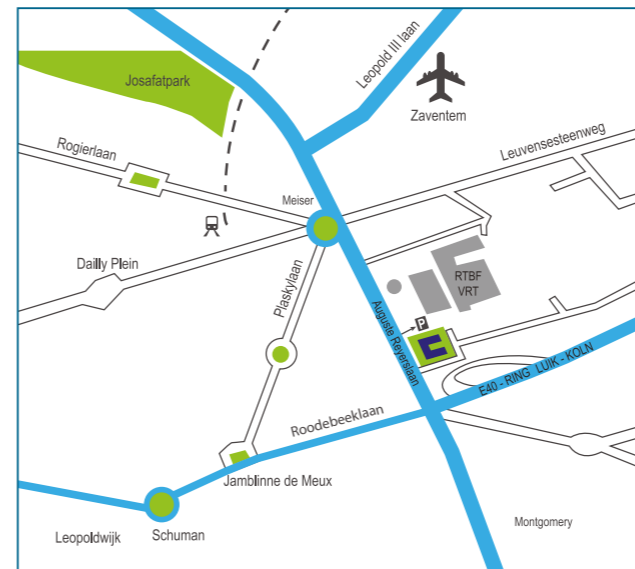 Leopold III laan
Josafatpark
Zaventem
Leuvensesteenweg
Rogierlaan
Meiser
Dailly Plein
RTBF
VRT
Plaskylaan
Auguste Reyerslaan
P
E40 - RING LUIK - KOLN
Roodebeeklaan
Jamblinne de Meux
Montgomery
Leopoldwijk
Schuman